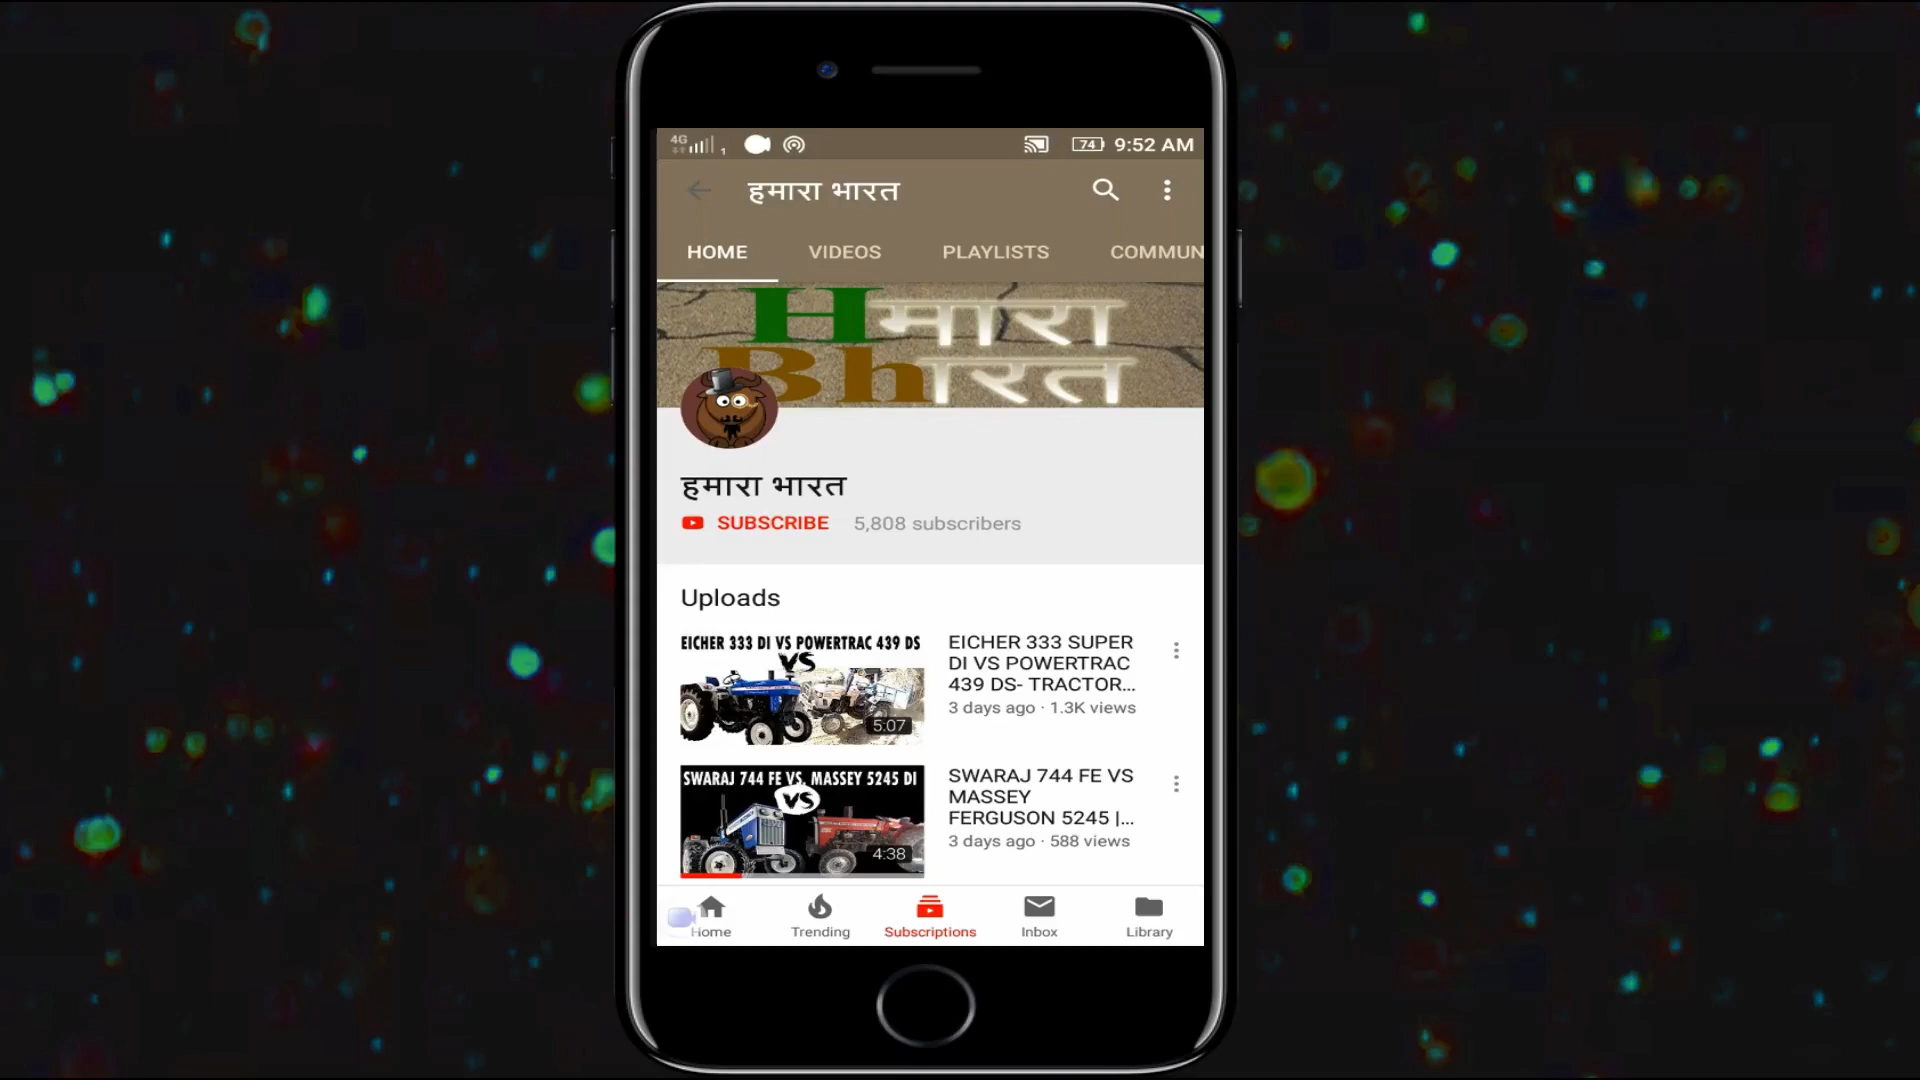 4G 1 74 9:52 AM
हमारा भारत
HOME VIDEOS PLAYLISTS COMMUN
Hमारा
Bhारत
हमारा भारत
SUBSCRIBE 5,808 subscribers
Uploads
EICHER 333 DI VS POWERTRAC 439 DS
VS
5:07
EICHER 333 SUPER
DI VS POWERTRAC
439 DS- TRACTOR...
3 days ago · 1.3K views
SWARAJ 744 FE VS. MASSEY 5245 DI
VS
4:38
SWARAJ 744 FE VS
MASSEY
FERGUSON 5245 |...
3 days ago · 588 views
Home Trending Subscriptions Inbox Library